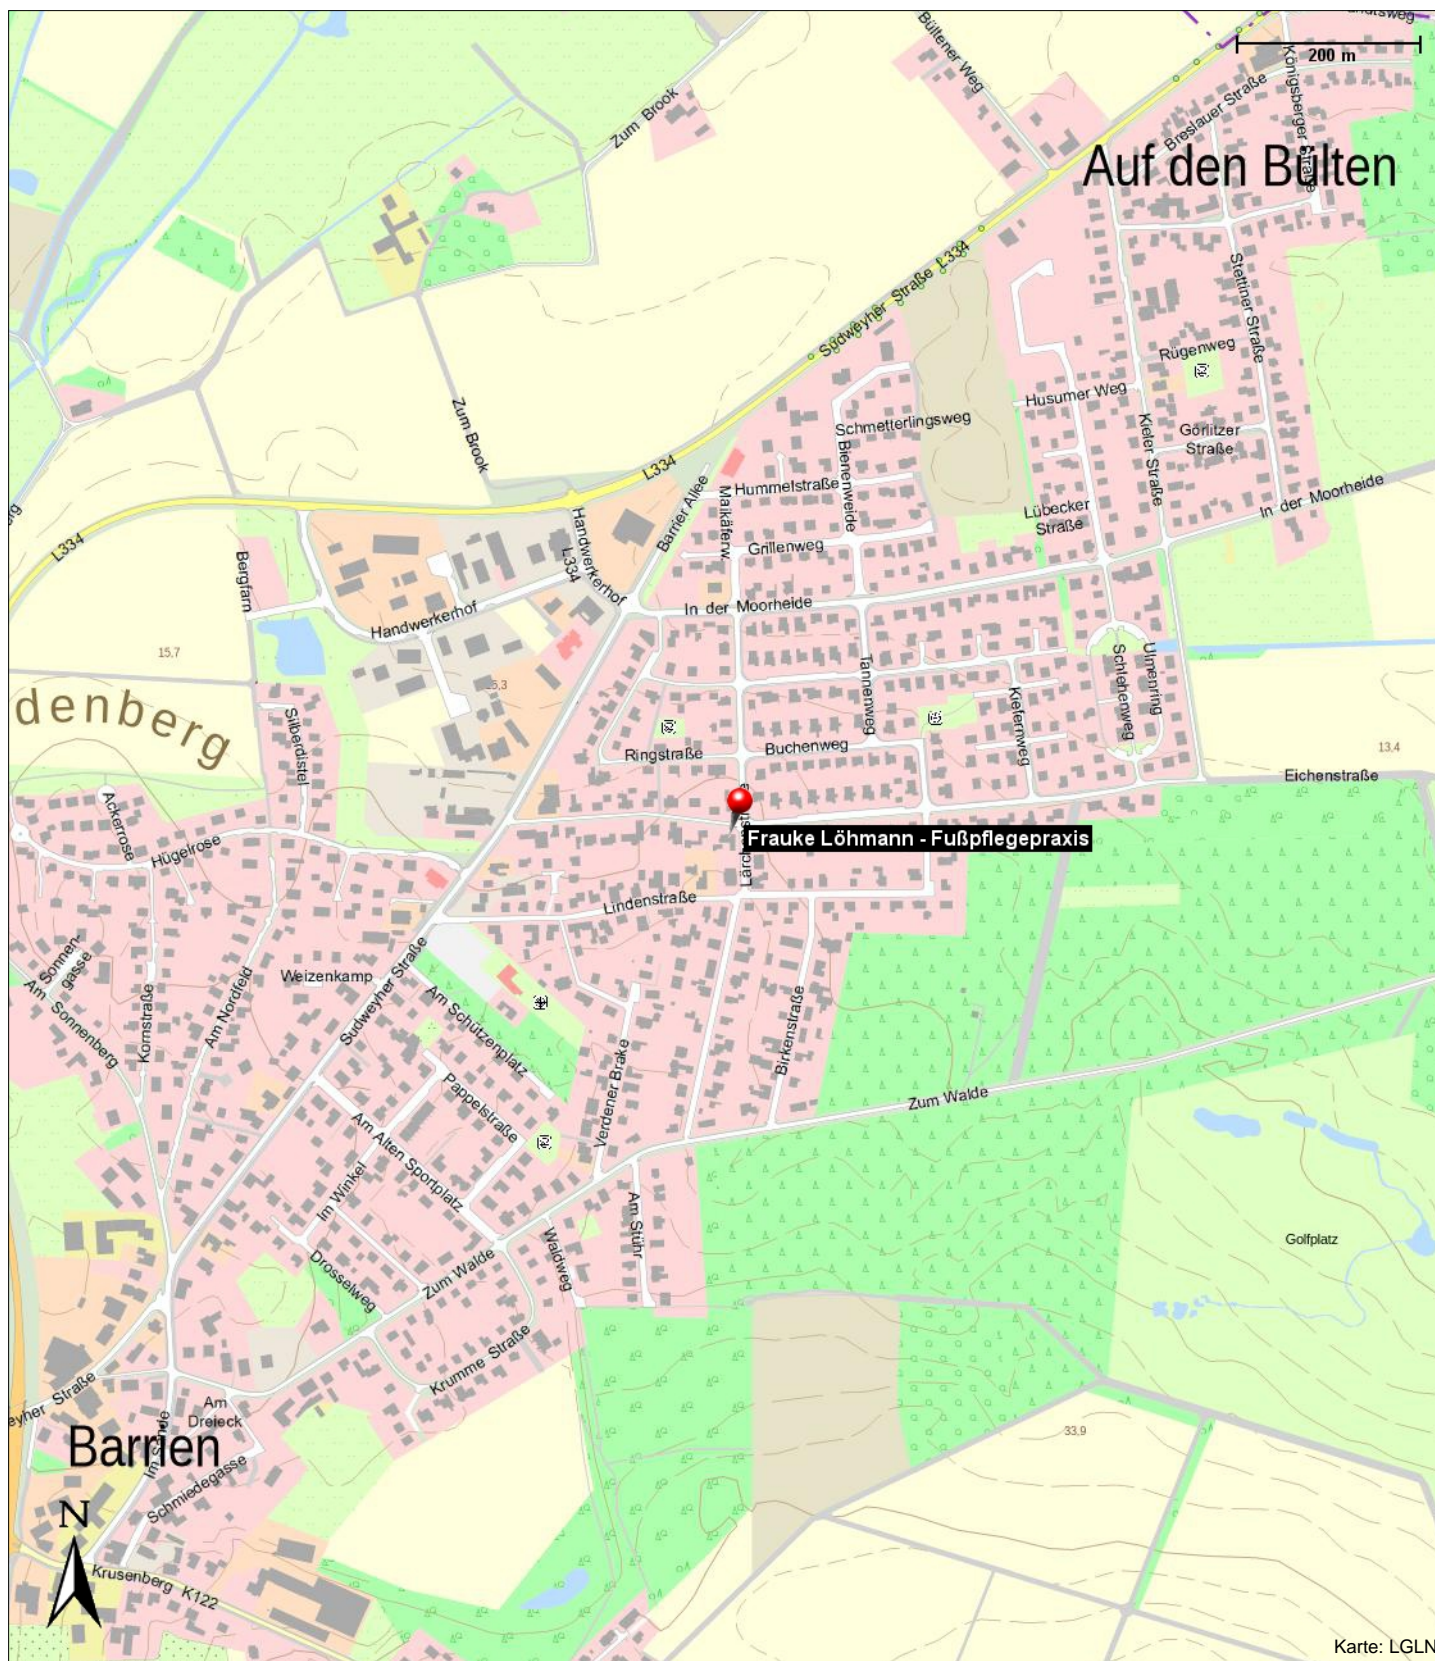 Bültener Weg
200 m
Königsberger Straße
Breslauer Straße
Zum Brook
Auf den Bülten
Sudweyher Straße L334
Stettiner Straße
Rügenweg
Husumer Weg
Zum Brook
Schmetterlingsweg
Bienenweide
Kieler Straße
Görlitzer
Straße
L334
Hummelstraße
Maikäferw.
Barrier Allee
In der Moorheide
Lübecker
Straße
L334
Handwerkerhof
L334
Grillenweg
Bergfarn
In der Moorheide
Handwerkerhof
15,7
Tannenweg
Schlehenweg
Ulmenring
Kiefernweg
denberg
Silberdistel
Ringstraße
Buchenweg
13,4
Eichenstraße
Ackerrose
Hügelrose
Frauke Löhmann - Fußpflegepraxis
Lindenstraße
Sonnen-
gasse
Weizenkamp
Sudweyher Straße
Am Sonnenberg
Kornstraße
Am Nordfeld
Am Schützenplatz
Birkenstraße
Verdener Brake
Pappelstraße
Zum Walde
Am Alten Sportplatz
Im Winkel
Am Stühr
Waldweg
Golfplatz
Drosselweg
Zum Walde
Krumme Straße
eyher Straße
Am
Dreieck
33,9
Barrien
Im Sande
Schmiedegasse
N
Krusenberg K122
Karte: LGLN